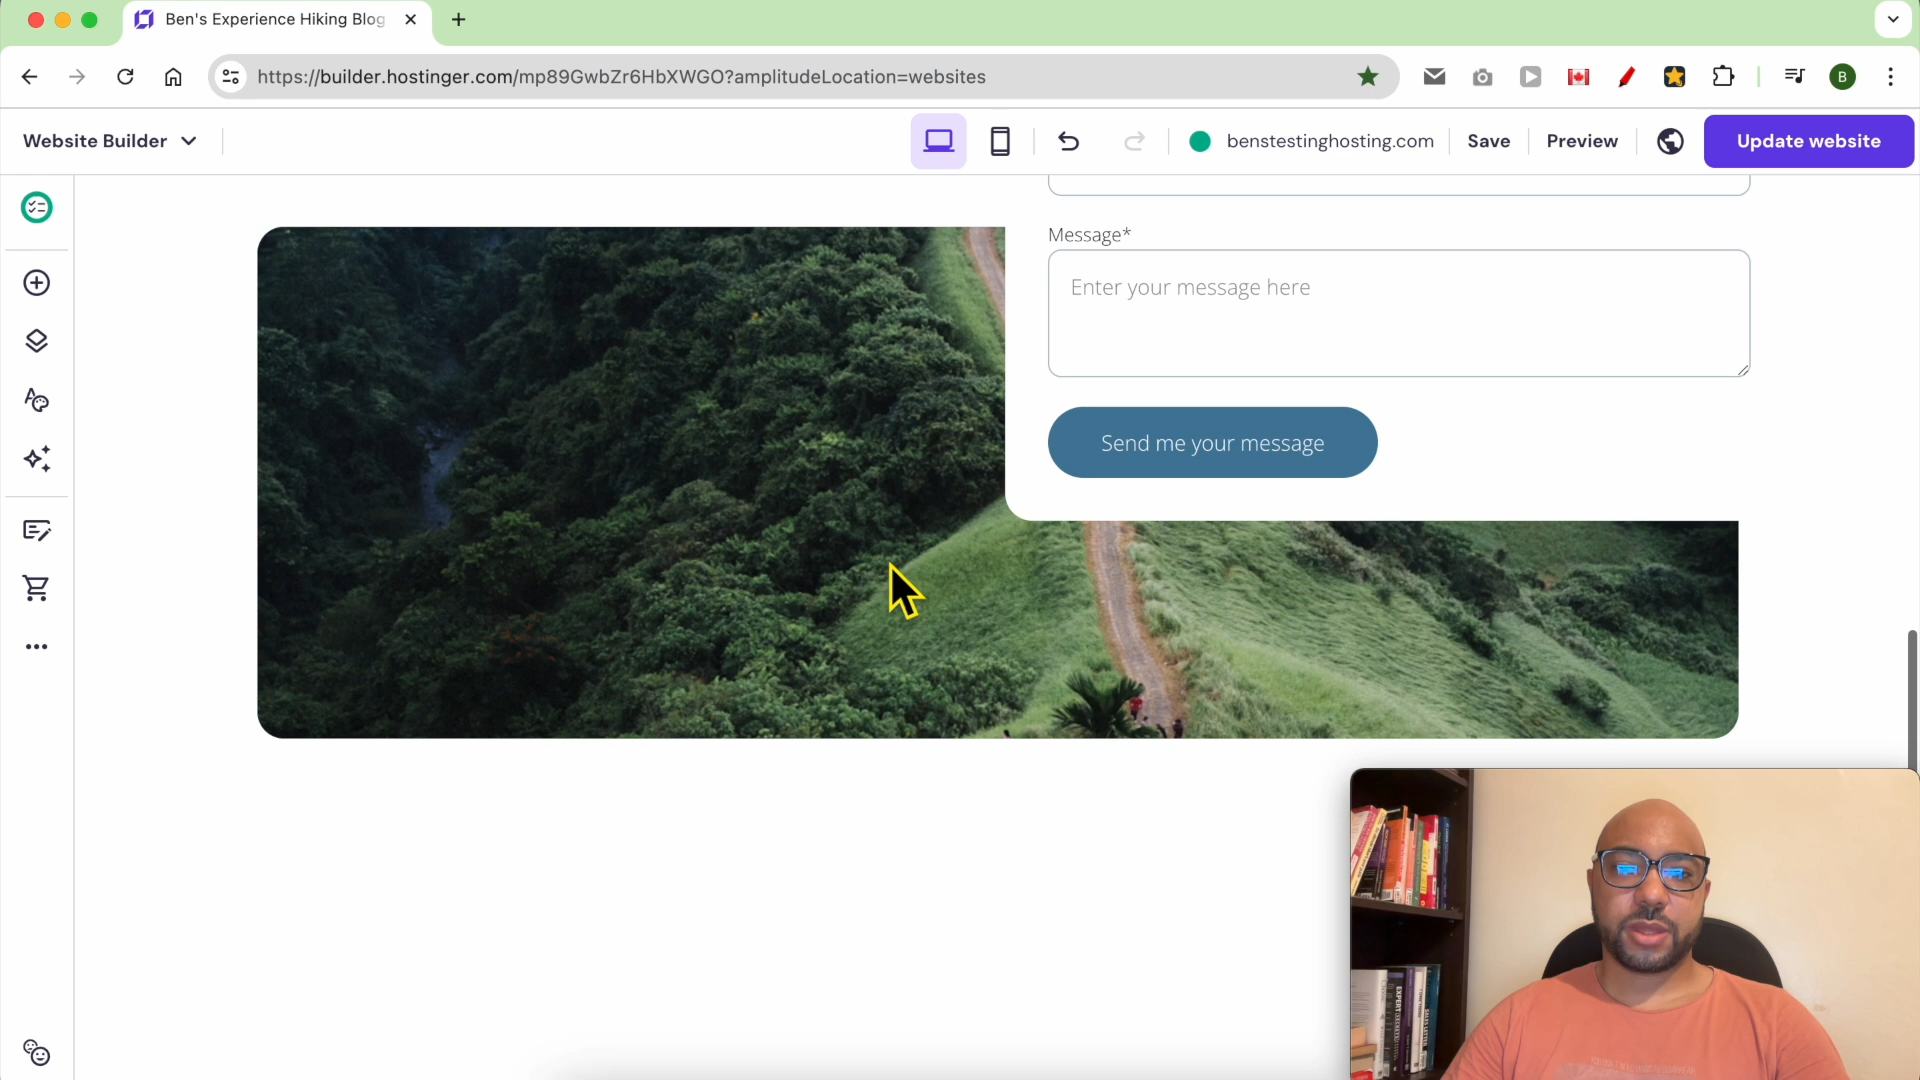 Ben's Experience Hiking Blog
https://builder.hostinger.com/mp89GwbZr6HbXWGO?amplitudeLocation=websites
B
Website Builder
benstestinghosting.com
Save
Preview
Update website
Message*
Enter your message here
Send me your message